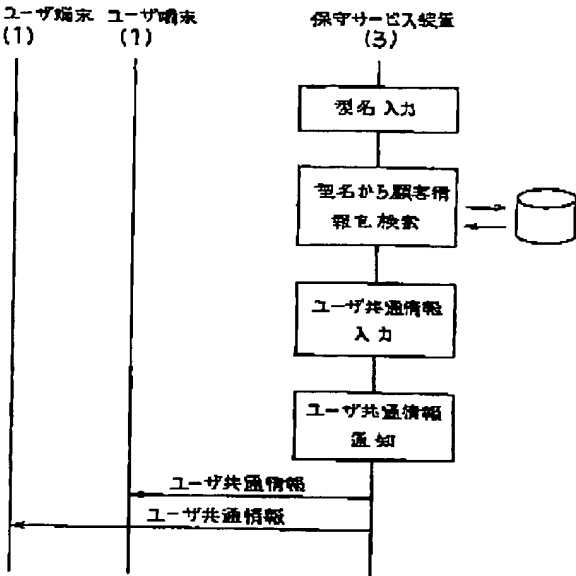 ユーザ端末 ユーザ端末 保守サービス装置
(1) (1) (3)
型名入力
型名から顧客情
報を検索
ユーザ共通情報
入力
ユーザ共通情報
通知
ユーザ共通情報
ユーザ共通情報